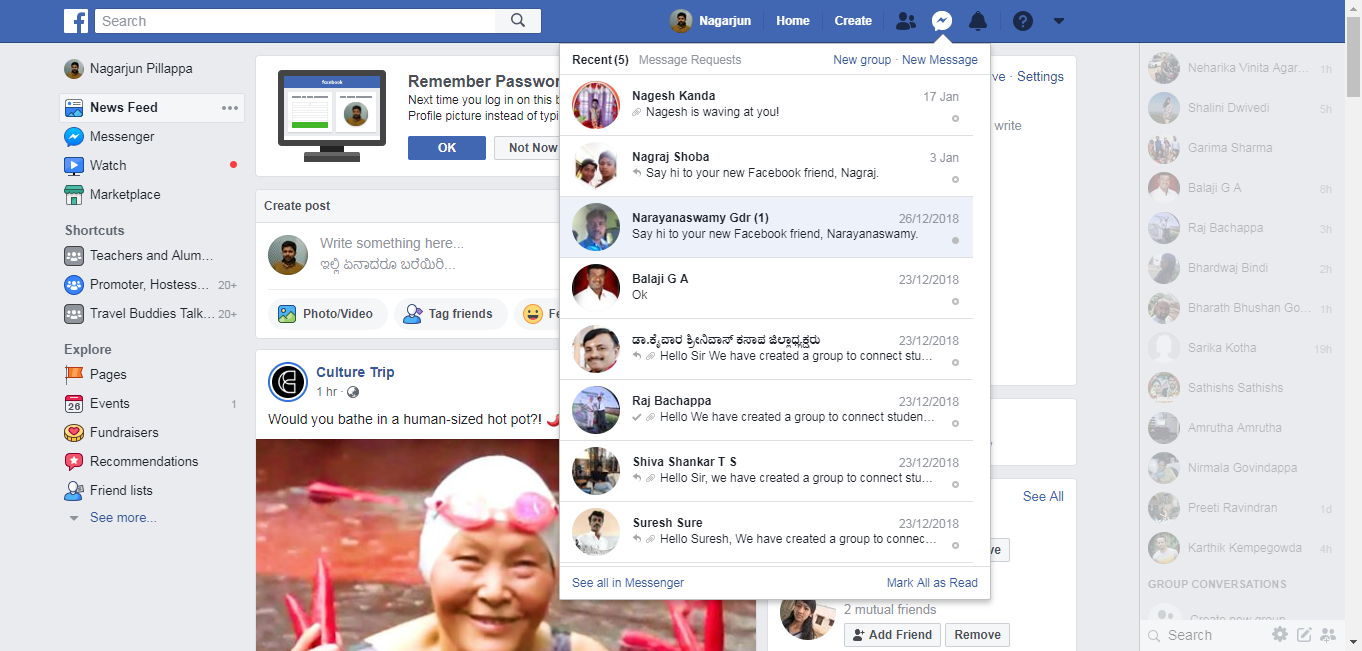 Search
Nagarjun
Home
Create
Nagarjun Pillappa
News Feed
Messenger
Watch
Marketplace
Shortcuts
Teachers and Alum...
Promoter, Hostess... 20+
Travel Buddies Talk... 20+
Explore
Pages
Events 1
Fundraisers
Recommendations
Friend lists
See more...
facebook
Remember Passwor
Next time you log in on this b
Profile picture instead of typi
OK
Not Now
Create post
Write something here...
ಇಲ್ಲಿ ಏನಾದರೂ ಬರೆಯಿರಿ...
Photo/Video
Tag friends
Fe
Culture Trip
1 hr ·
Would you bathe in a human-sized hot pot?!
Recent (5) Message Requests
New group · New Message
Nagesh Kanda 17 Jan
Nagesh is waving at you!
Nagraj Shoba 3 Jan
Say hi to your new Facebook friend, Nagraj.
Narayanaswamy Gdr (1) 26/12/2018
Say hi to your new Facebook friend, Narayanaswamy.
Balaji G A 23/12/2018
Ok
ಡಾ.ಕೈವಾರ ಶ್ರೀನಿವಾಸ್ ಕಸಾಪ ಜಿಲ್ಲಾಧ್ಯಕ್ಷರು 23/12/2018
Hello Sir We have created a group to connect stu...
Raj Bachappa 23/12/2018
Hello We have created a group to connect studen...
Shiva Shankar T S 23/12/2018
Hello Sir, we have created a group to connect stu...
Suresh Sure 23/12/2018
Hello Suresh, We have created a group to connec...
See all in Messenger
Mark All as Read
ve · Settings
write
See All
ve
2 mutual friends
Add Friend
Remove
Neharika Vinita Agar... 1h
Shalini Dwivedi 5h
Garima Sharma
Balaji G A 8h
Raj Bachappa 3h
Bhardwaj Bindi 2h
Bharath Bhushan Go... 1h
Sarika Kotha 19h
Sathishs Sathishs
Amrutha Amrutha
Nirmala Govindappa
Preeti Ravindran 1d
Karthik Kempegowda 4h
GROUP CONVERSATIONS
Create new group
Search